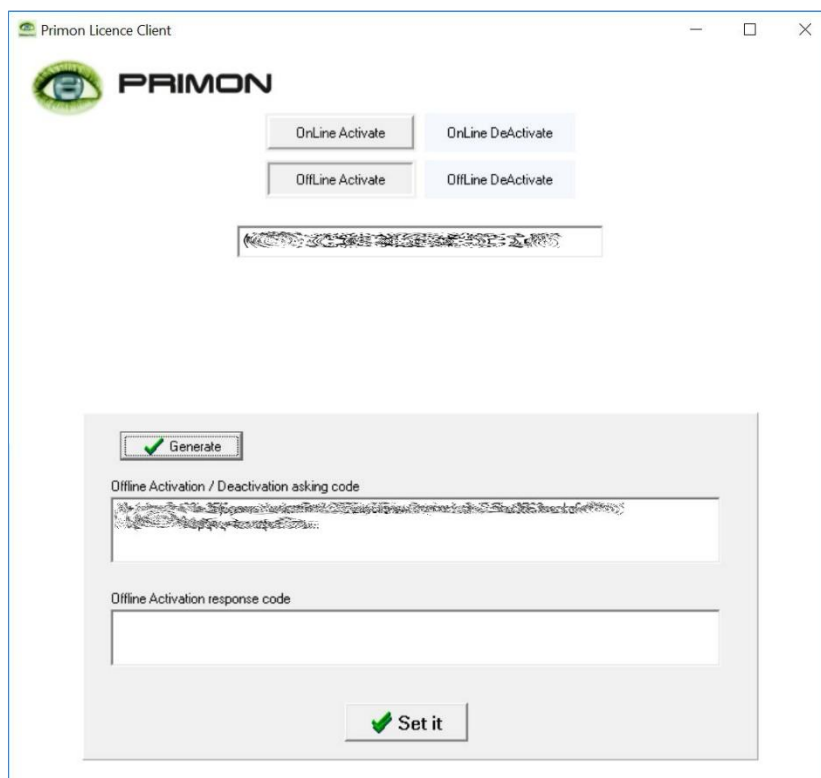 Primon Licence Client
PRIMON
OnLine Activate OnLine DeActivate
OffLine Activate OffLine DeActivate
Generate
Offline Activation / Deactivation asking code
Offline Activation response code
Set it